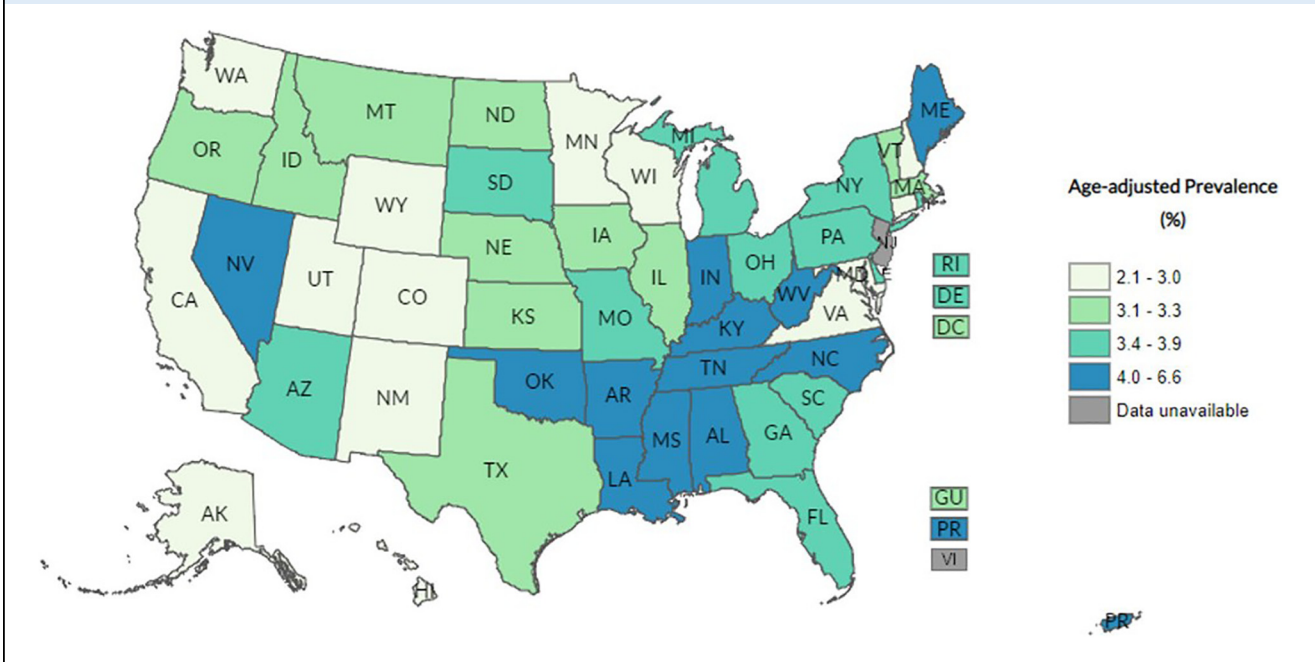 WA
MT
ND
MN
ME
OR
ID
SD
WI
MI
VT
NY
MA
WY
NE
IA
PA
NJ
NV
UT
CO
IL
IN
OH
MD
E
WV
VA
CA
KS
MO
KY
AZ
NM
OK
AR
TN
NC
SC
TX
MS
AL
GA
LA
FL
AK
HI
PR
RI
DE
DC
GU
PR
VI
Age-adjusted Prevalence
(%)
2.1 - 3.0
3.1 - 3.3
3.4 - 3.9
4.0 - 6.6
Data unavailable